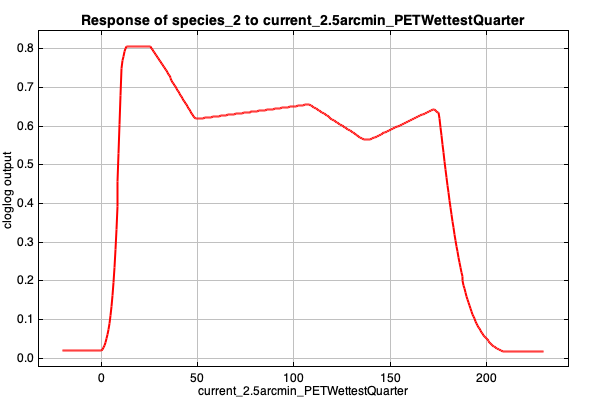 Response of species_2 to current_2.5arcmin_PETWettestQuarter
cloglog output
0.8
0.7
0.6
0.5
0.4
0.3
0.2
0.1
0.0
0 50 100 150 200
current_2.5arcmin_PETWettestQuarter